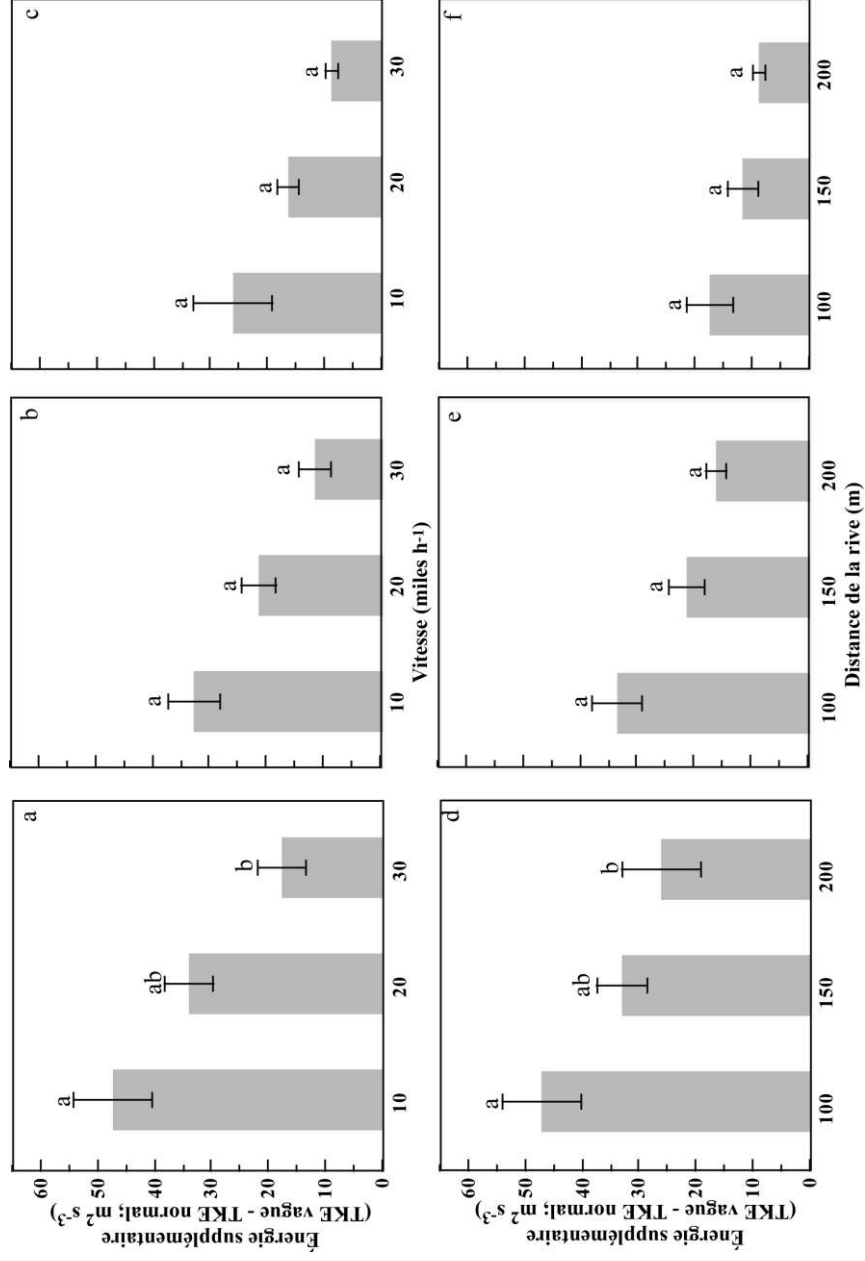 Énergie supplémentaire
(TKE vague - TKE normal; m² s-³)
60
50
40
30
20
10
0
a
a
ab
b
10
20
30
b
a
a
a
10
20
30
c
a
a
a
10
20
30
Vitesse (miles h-1)
Énergie supplémentaire
(TKE vague - TKE normal; m² s-³)
60
50
40
30
20
10
0
d
a
ab
b
100
150
200
e
a
a
a
100
150
200
f
a
a
a
100
150
200
Distance de la rive (m)